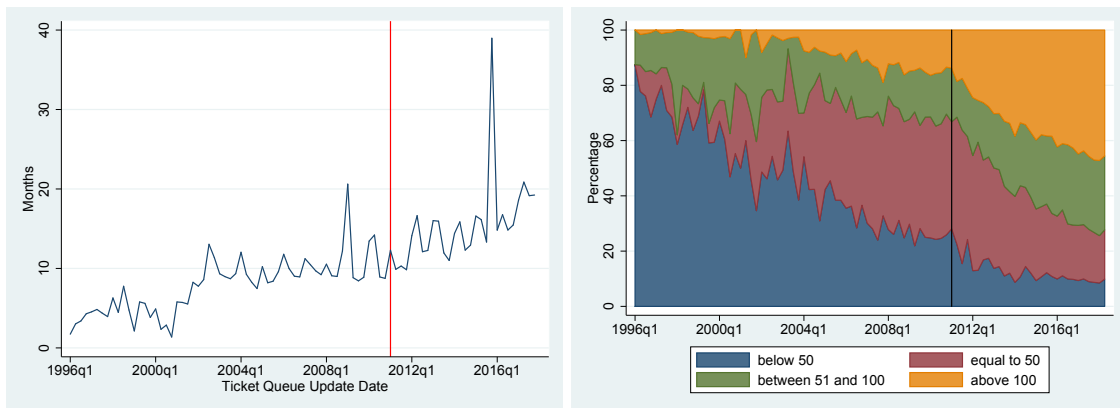 Months
40
30
20
10
0
1996q1 2000q1 2004q1 2008q1 2012q1 2016q1
Ticket Queue Update Date
Percentage
100
80
60
40
20
0
1996q1 2000q1 2004q1 2008q1 2012q1 2016q1
below 50 equal to 50
between 51 and 100 above 100